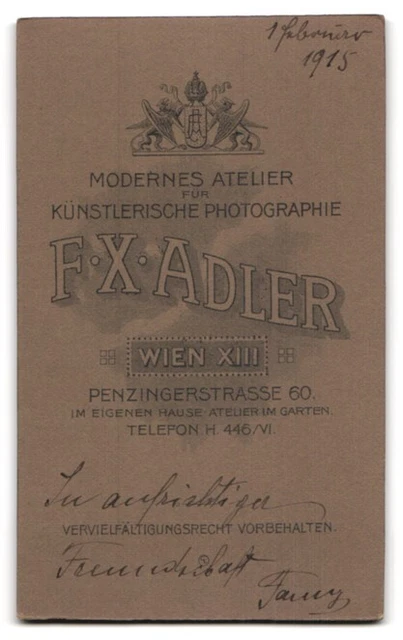 1 februar
1915
MODERNES ATELIER
FÜR
KÜNSTLERISCHE PHOTOGRAPHIE
F·X·ADLER
WIEN XIII
PENZINGERSTRASSE 60.
IM EIGENEN HAUSE-ATELIER IM GARTEN.
TELEFON H. 446/VI.
In aufrichtiger
VERVIELFÄLTIGUNGSRECHT VORBEHALTEN.
Freundschaft
Fanny